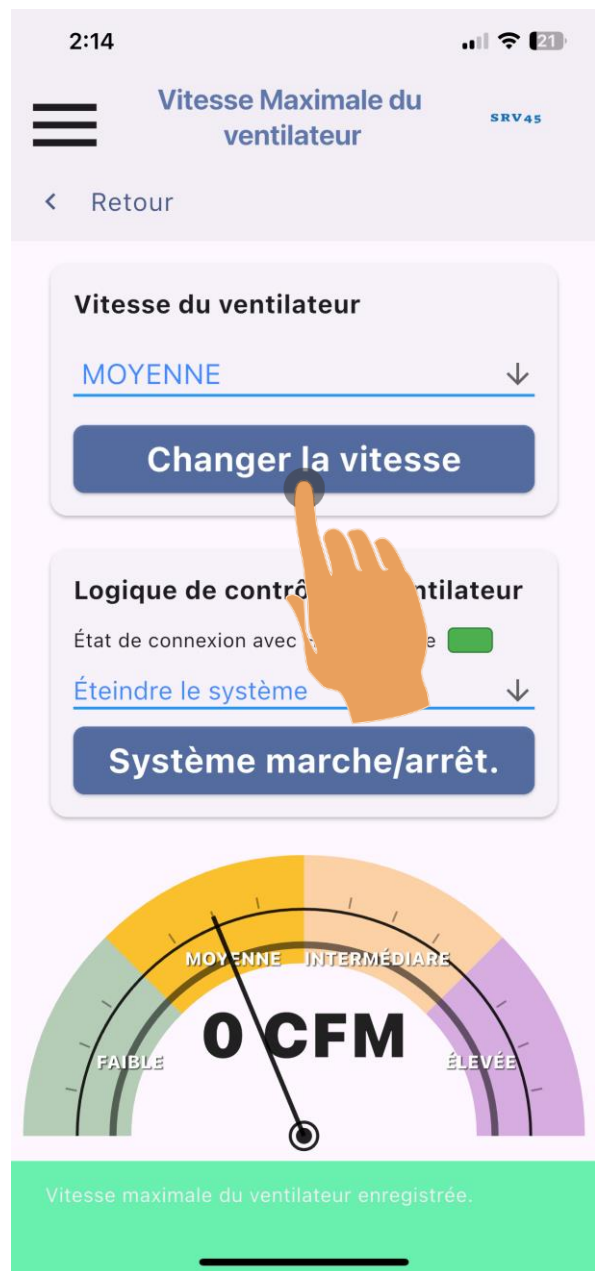 2:14
21
Vitesse Maximale du
ventilateur
SRV45
Retour
Vitesse du ventilateur
MOYENNE
Changer la vitesse
Logique de contrô ntilateur
État de connexion avec e
Éteindre le système
Système marche/arrêt.
MOYENNE INTERMÉDIARE
0 CFM
FAIBLE ÉLEVÉE
Vitesse maximale du ventilateur enregistrée.